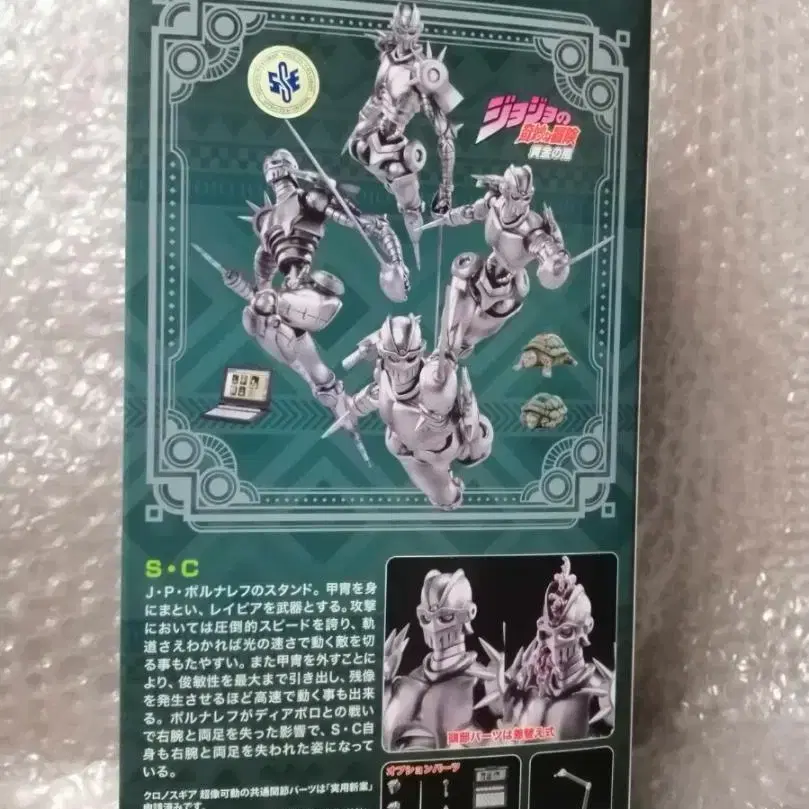 ジョジョの
奇妙な冒険
黄金の風
S・C
J・P・ポルナレフのスタンド。甲冑を身
にまとい、レイピアを武器とする。攻撃
においては圧倒的スピードを誇り、軌
道さえわかれば光の速さで動く敵を切
る事もたやすい。また甲冑を外すことに
より、俊敏性を最大まで引き出し、残像
を発生させるほど高速で動く事も出来
る。ポルナレフがディアボロとの戦い
で右腕と両足を失った影響で、S・C自
身も右腕と両足を失われた姿になって
いる。
頭部パーツは差替え式
オプションパーツ
クロノスギア 超像可動の共通関節パーツは「実用新案」
申請済みです。